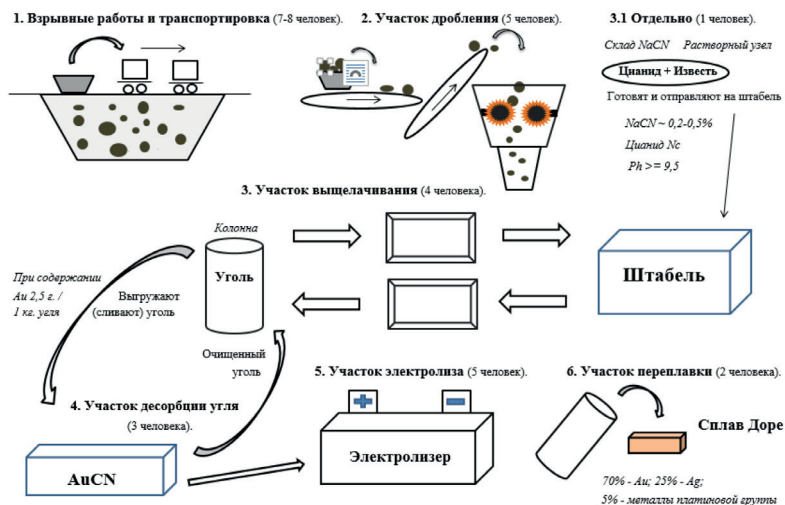 1. Взрывные работы и транспортировка (7-8 человек).
2. Участок дробления (5 человек).
3.1 Отдельно (1 человек).
Склад NaCN Растворный узел
Цианид + Известь
Готовят и отправляют на штабель
NaCN ~ 0,2-0,5%
Цианид Nc
Ph >= 9,5
3. Участок выщелачивания (4 человека).
Колонна
Уголь
Штабель
При содержании
Au 2,5 г. /
1 кг. угля
Выгружают
(сливают) уголь
Очищенный
уголь
4. Участок десорбции угля
(3 человека).
AuCN
5. Участок электролиза (5 человек).
Электролизер
6. Участок переплавки (2 человека).
Сплав Доре
70% - Au; 25% - Ag;
5% - металлы платиновой группы